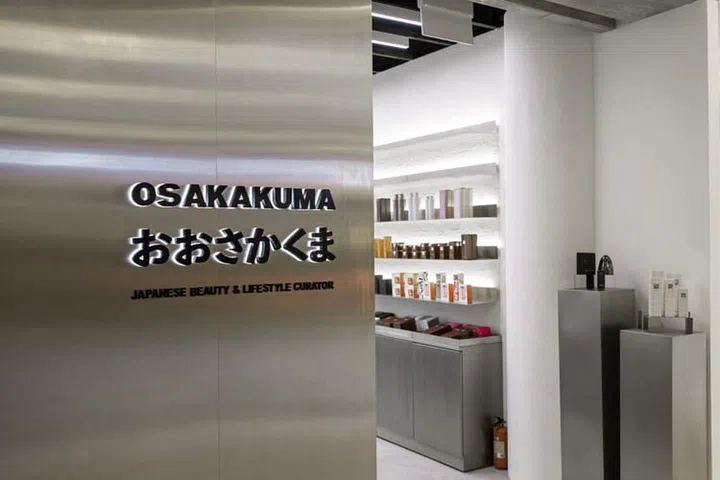 OSAKAKUMA
おおさかくま
JAPANESE BEAUTY & LIFESTYLE CURATOR